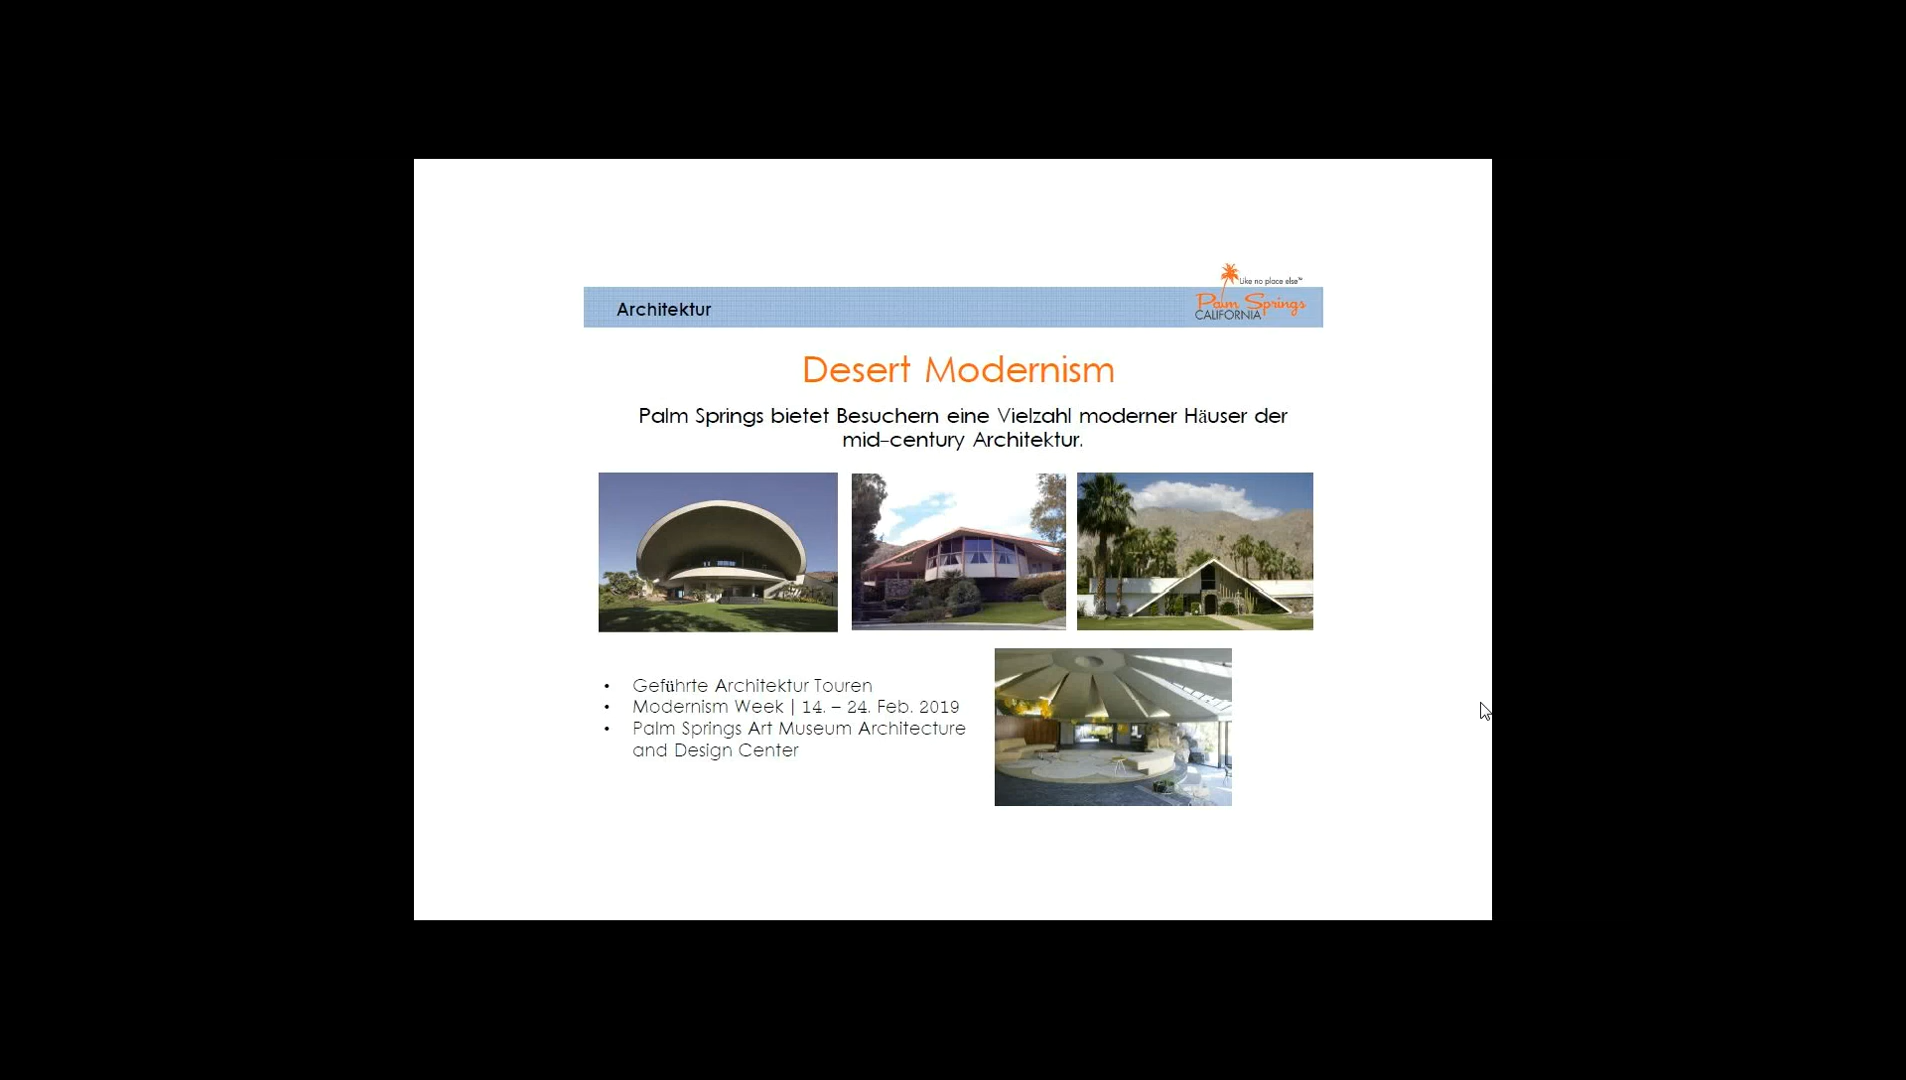 Like no place else™
Palm Springs
CALIFORNIA
Architektur
Desert Modernism
Palm Springs bietet Besuchern eine Vielzahl moderner Häuser der
mid-century Architektur.
• Geführte Architektur Touren
• Modernism Week | 14. – 24. Feb. 2019
• Palm Springs Art Museum Architecture
and Design Center